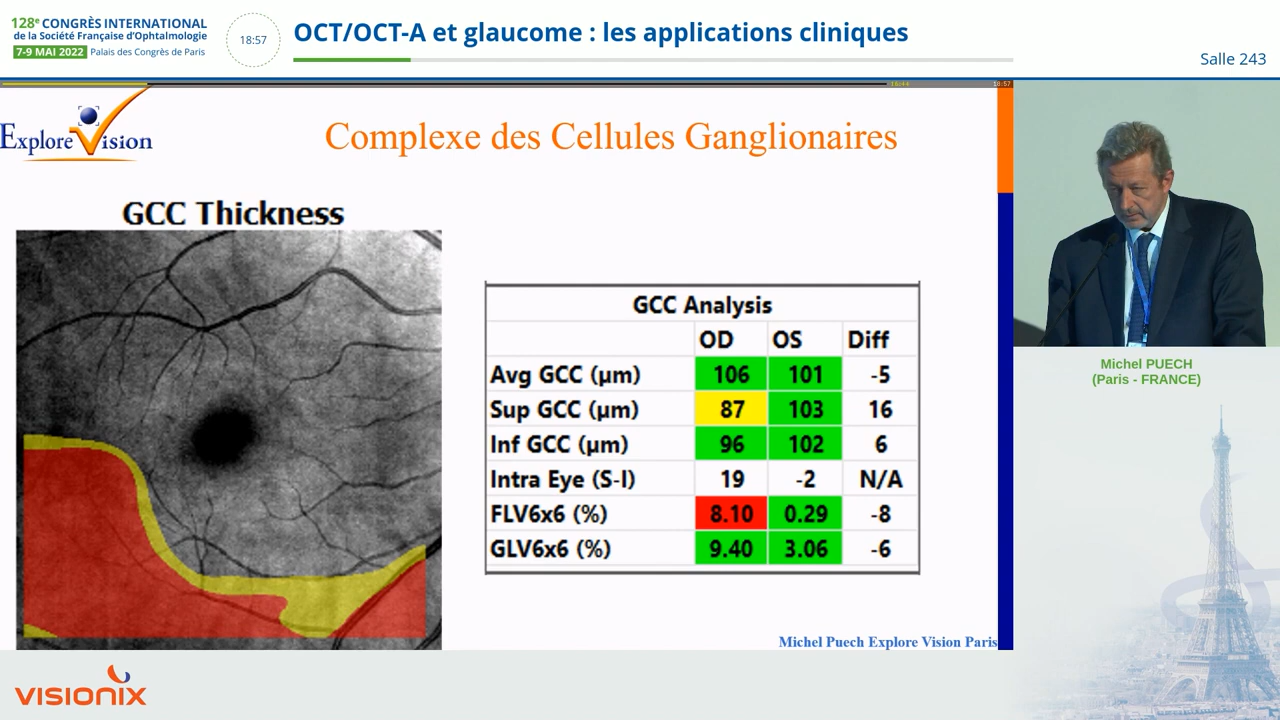 128e CONGRÈS INTERNATIONAL
de la Société Française d'Ophtalmologie
7-9 MAI 2022 Palais des Congrès de Paris
18:57
OCT/OCT-A et glaucome : les applications cliniques
Salle 243
18:57
Explore Vision
Complexe des Cellules Ganglionaires
GCC Thickness
GCC Analysis
OD OS Diff
Avg GCC (µm) 106 101 -5
Sup GCC (µm) 87 103 16
Inf GCC (µm) 96 102 6
Intra Eye (S-I) 19 -2 N/A
FLV6x6 (%) 8.10 0.29 -8
GLV6x6 (%) 9.40 3.06 -6
Michel Puech Explore Vision Paris
Michel PUECH
(Paris - FRANCE)
VISIONIX